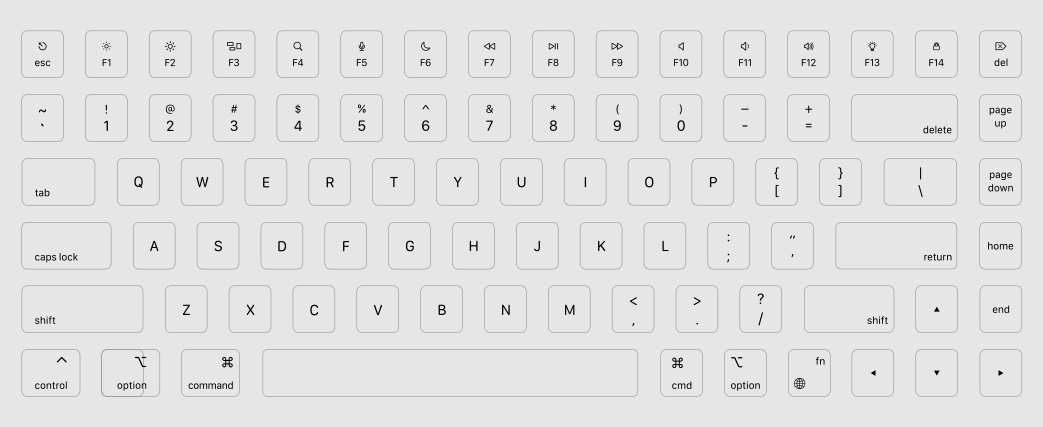 esc F1 F2 F3 F4 F5 F6 F7 F8 F9 F10 F11 F12 F13 F14 del
~ ! @ # $ % ^ & * ( ) — + page
` 1 2 3 4 5 6 7 8 9 0 - = delete up
tab Q W E R T Y U I O P { } | page
[ ] \ down
caps lock A S D F G H J K L : " return home
; '
shift Z X C V B N M < > ? shift ▲ end
, . /
^ ⌥ ⌘ ⌘ ⌥ fn ◄ ▼ ►
control option command cmd option